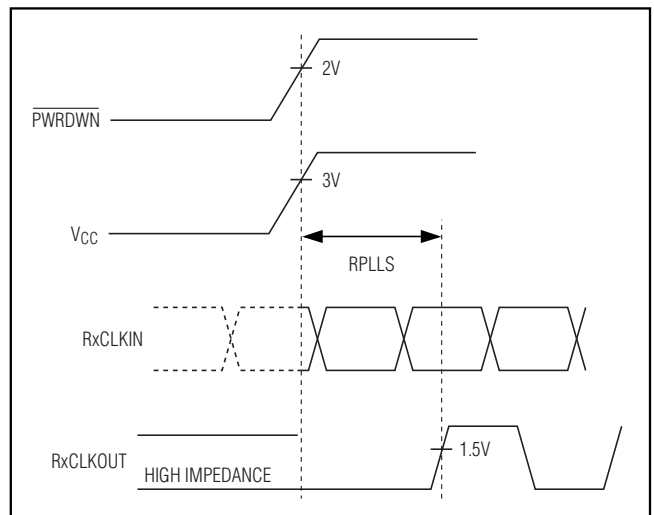 2V
PWRDWN
3V
VCC
RPLLS
RxCLKIN
1.5V
RxCLKOUT
HIGH IMPEDANCE